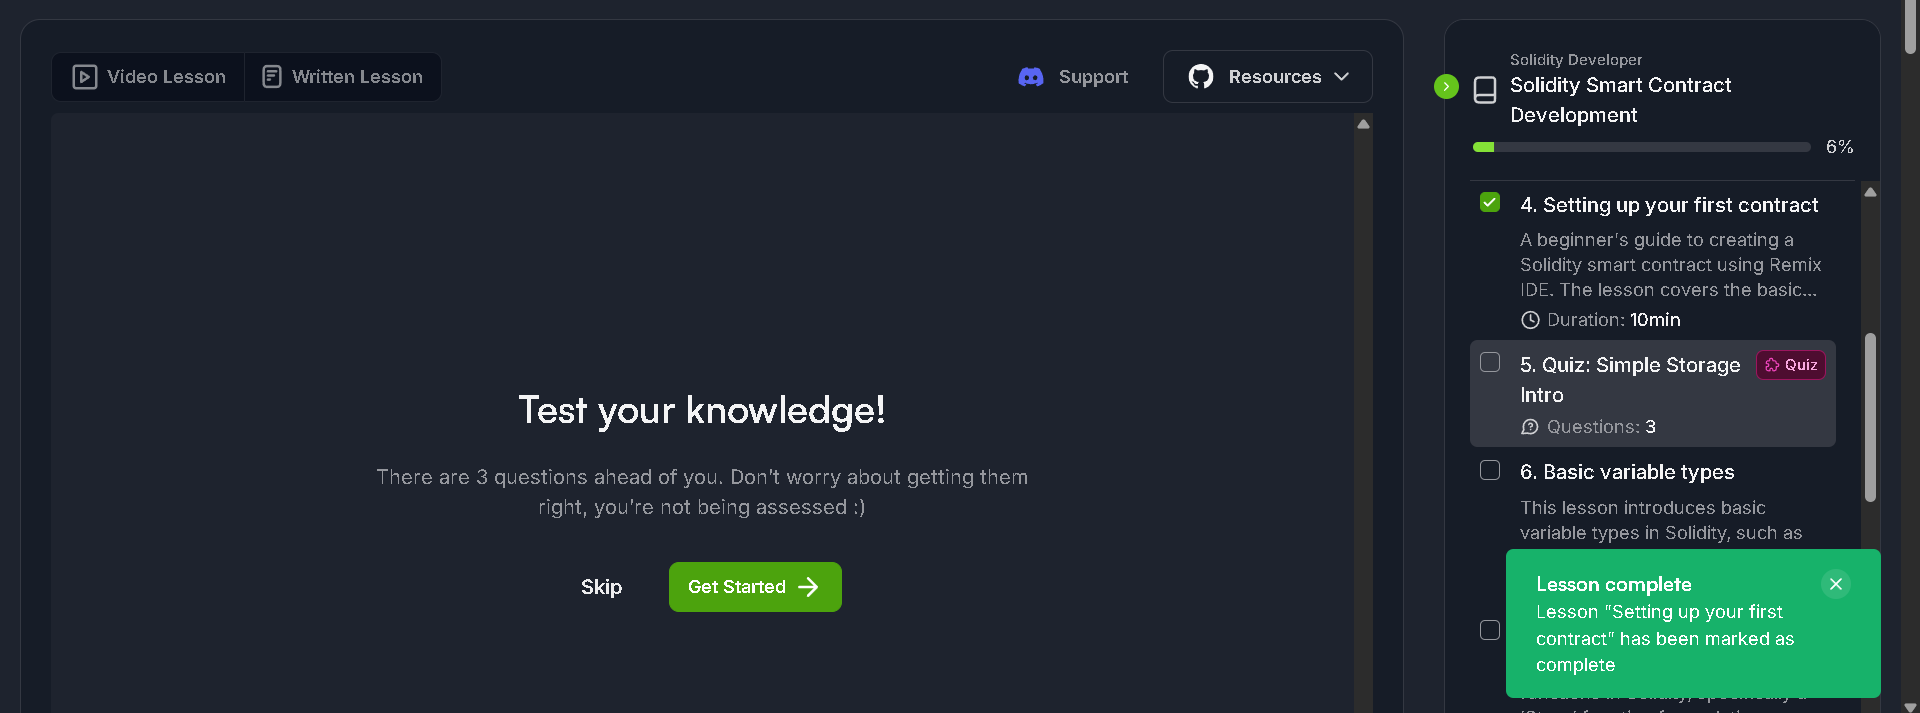 Video Lesson
Written Lesson
Support
Resources
Test your knowledge!
There are 3 questions ahead of you. Don't worry about getting them
right, you're not being assessed :)
Skip
Get Started
Solidity Developer
Solidity Smart Contract
Development
6%
4. Setting up your first contract
A beginner's guide to creating a
Solidity smart contract using Remix
IDE. The lesson covers the basic...
Duration: 10min
5. Quiz: Simple Storage
Intro
Quiz
Questions: 3
6. Basic variable types
This lesson introduces basic
variable types in Solidity, such as
Lesson complete
Lesson "Setting up your first
contract" has been marked as
complete